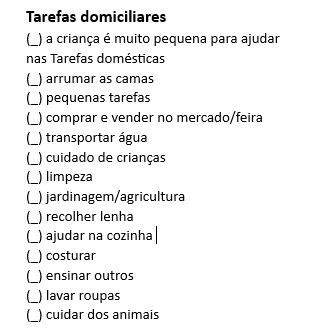 Tarefas domiciliares
(_) a criança é muito pequena para ajudar
nas Tarefas domésticas
(_) arrumar as camas
(_) pequenas tarefas
(_) comprar e vender no mercado/feira
(_) transportar água
(_) cuidado de crianças
(_) limpeza
(_) jardinagem/agricultura
(_) recolher lenha
(_) ajudar na cozinha
(_) costurar
(_) ensinar outros
(_) lavar roupas
(_) cuidar dos animais